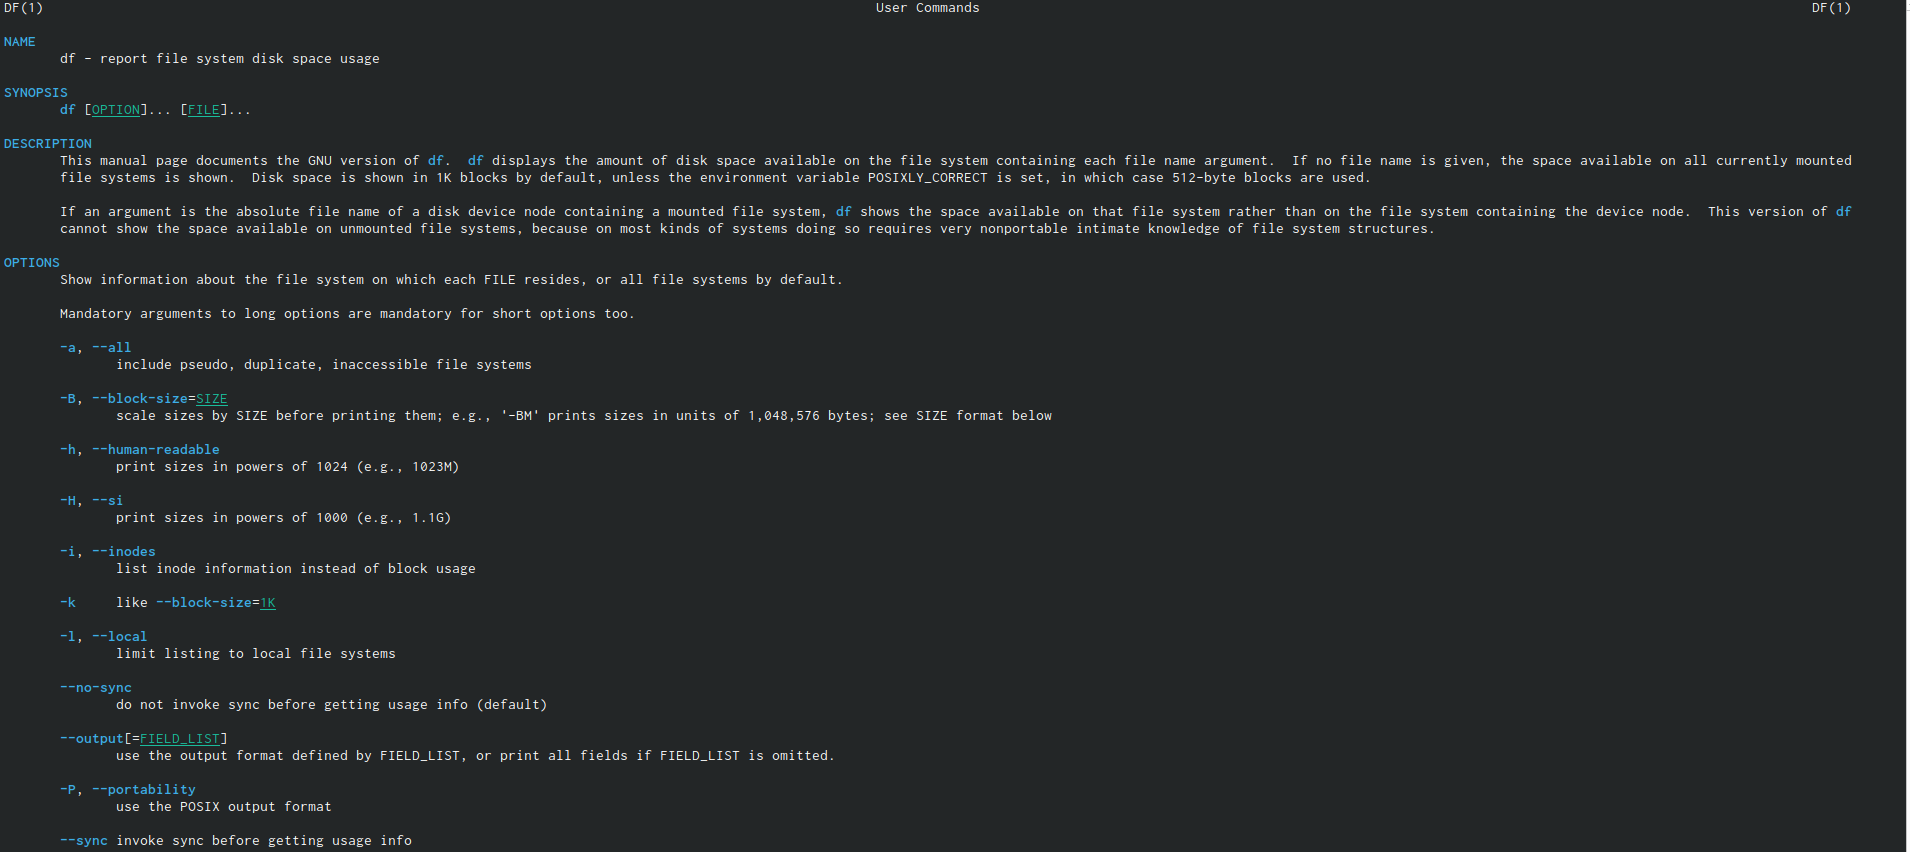 DF(1) User Commands DF(1)
NAME
df - report file system disk space usage
SYNOPSIS
df [OPTION]... [FILE]...
DESCRIPTION
This manual page documents the GNU version of df.  df displays the amount of disk space available on the file system containing each file name argument.  If no file name is given, the space available on all currently mounted
file systems is shown.  Disk space is shown in 1K blocks by default, unless the environment variable POSIXLY_CORRECT is set, in which case 512-byte blocks are used.
If an argument is the absolute file name of a disk device node containing a mounted file system, df shows the space available on that file system rather than on the file system containing the device node.  This version of df
cannot show the space available on unmounted file systems, because on most kinds of systems doing so requires very nonportable intimate knowledge of file system structures.
OPTIONS
Show information about the file system on which each FILE resides, or all file systems by default.
Mandatory arguments to long options are mandatory for short options too.
-a, --all
include pseudo, duplicate, inaccessible file systems
-B, --block-size=SIZE
scale sizes by SIZE before printing them; e.g., '-BM' prints sizes in units of 1,048,576 bytes; see SIZE format below
-h, --human-readable
print sizes in powers of 1024 (e.g., 1023M)
-H, --si
print sizes in powers of 1000 (e.g., 1.1G)
-i, --inodes
list inode information instead of block usage
-k like --block-size=1K
-l, --local
limit listing to local file systems
--no-sync
do not invoke sync before getting usage info (default)
--output[=FIELD_LIST]
use the output format defined by FIELD_LIST, or print all fields if FIELD_LIST is omitted.
-P, --portability
use the POSIX output format
--sync invoke sync before getting usage info